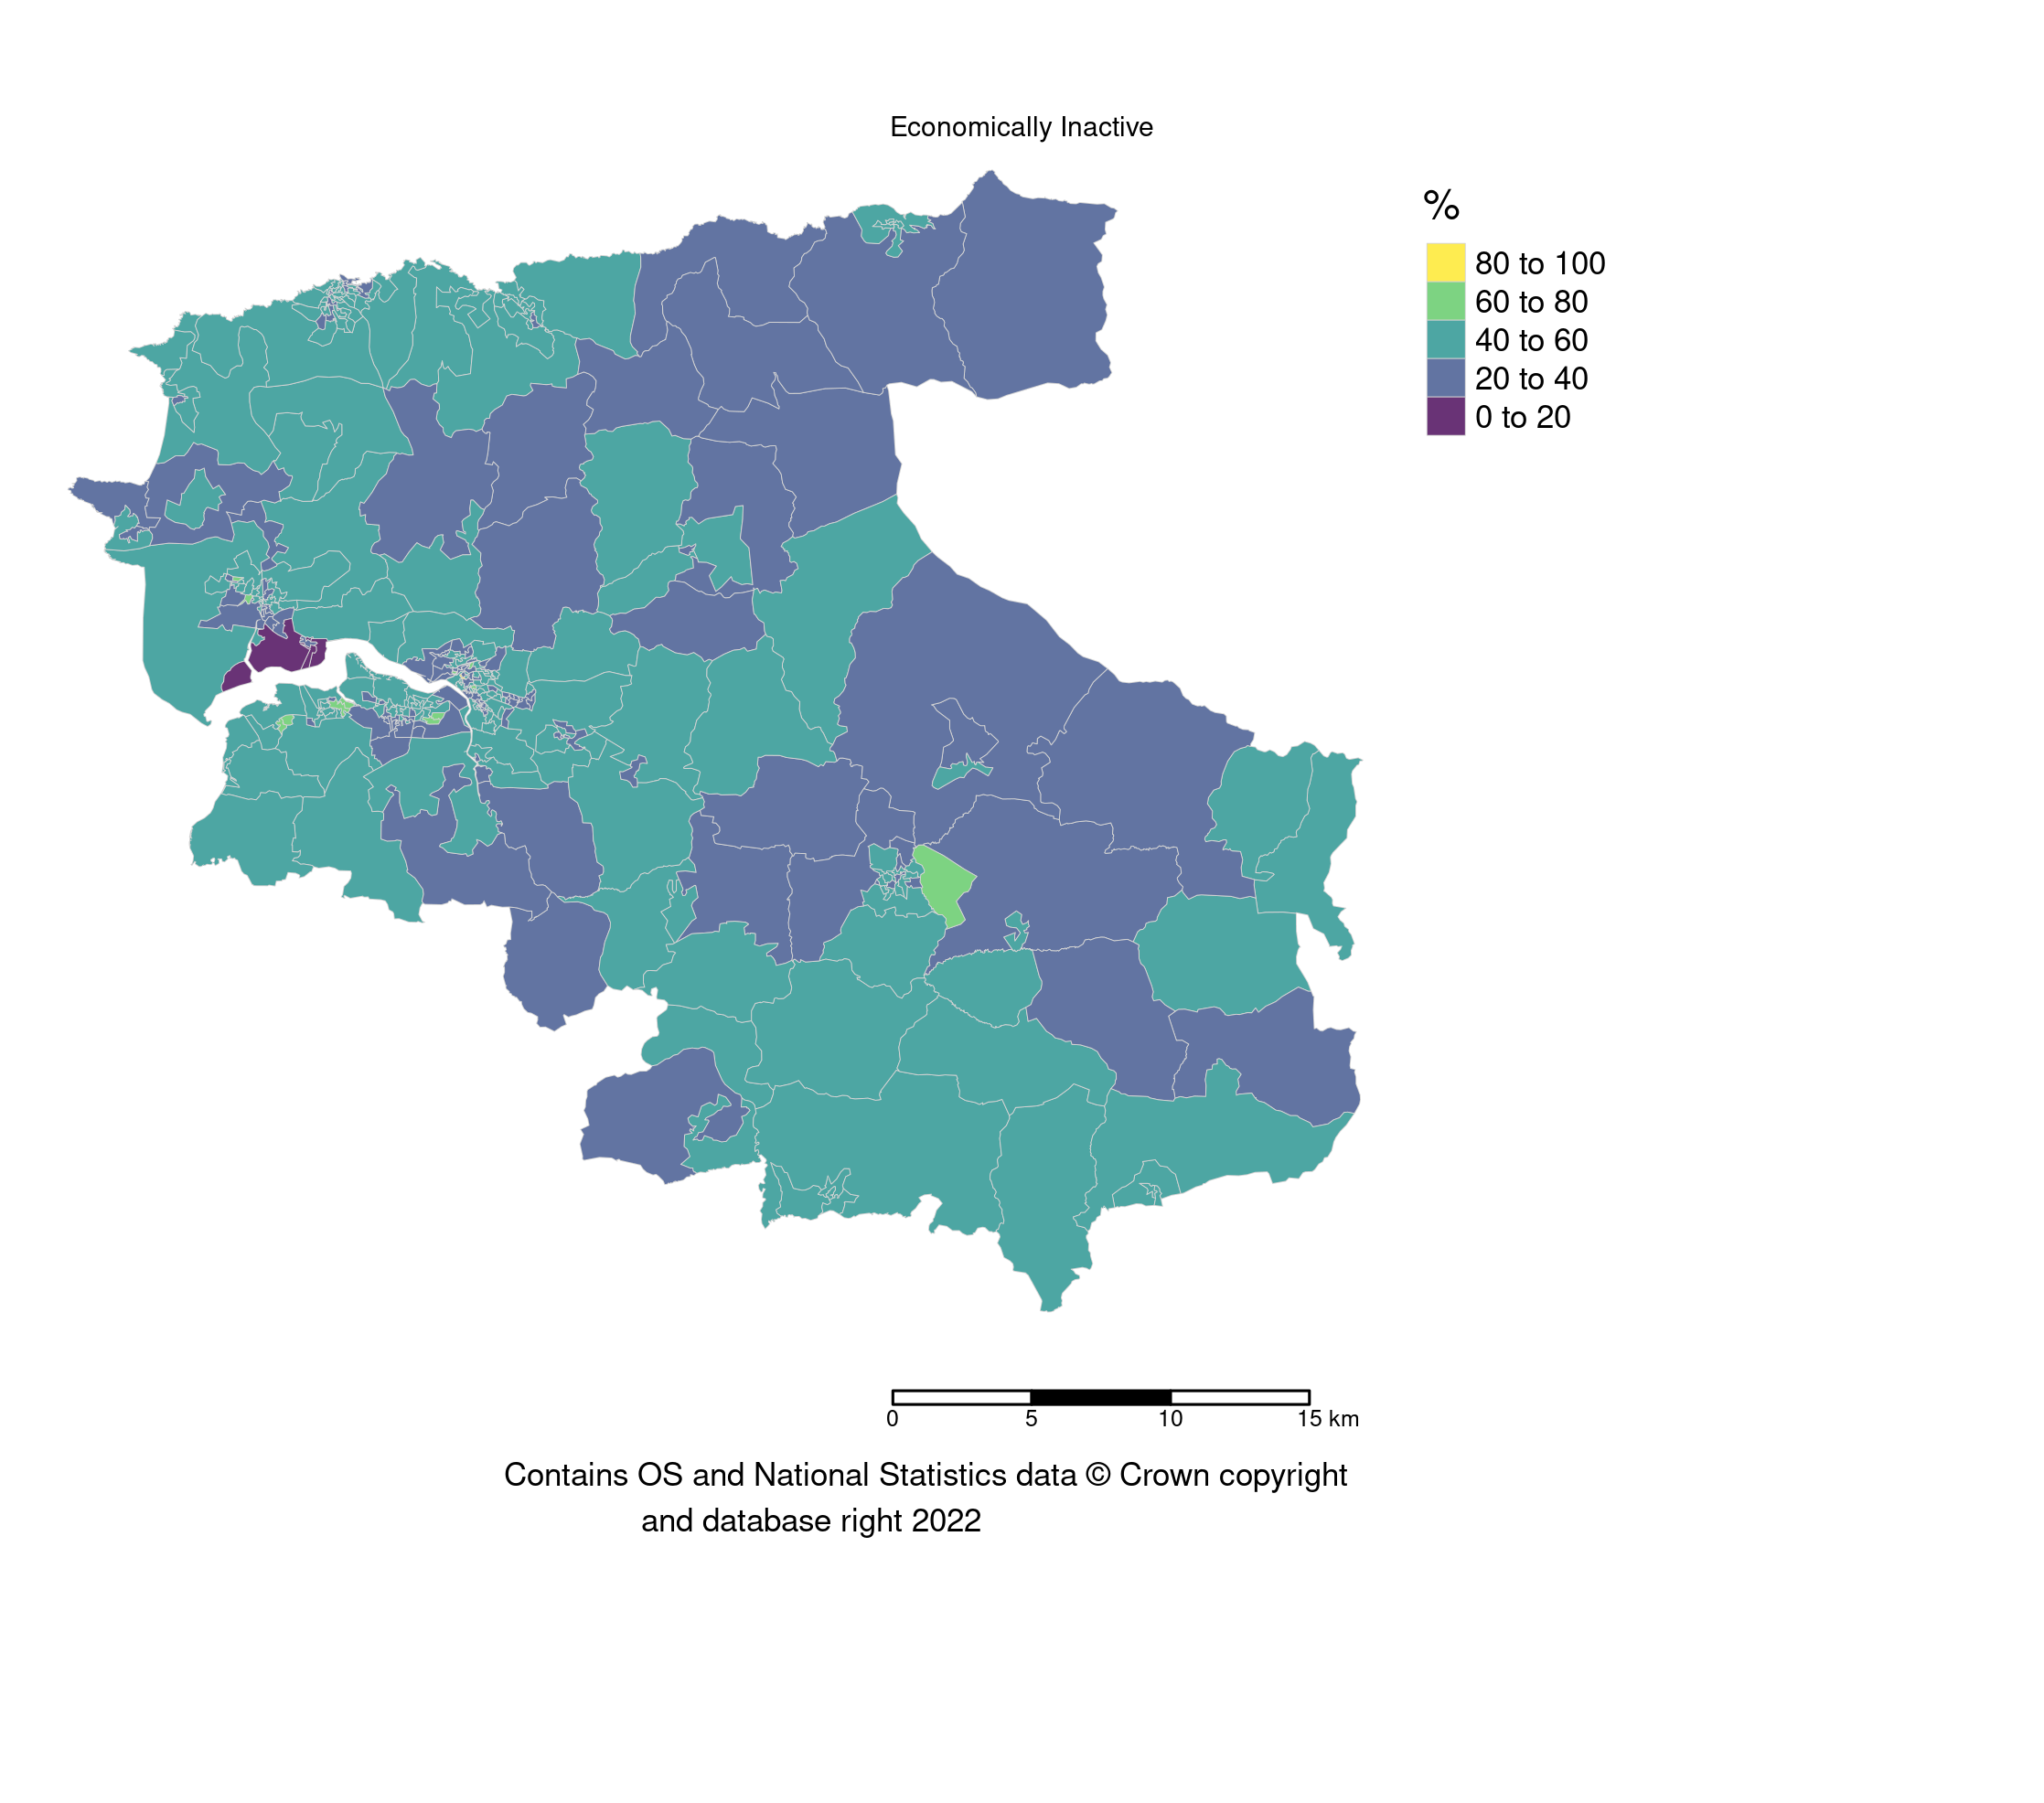 Economically Inactive
%
80 to 100
60 to 80
40 to 60
20 to 40
0 to 20
0 5 10 15 km
Contains OS and National Statistics data © Crown copyright
and database right 2022